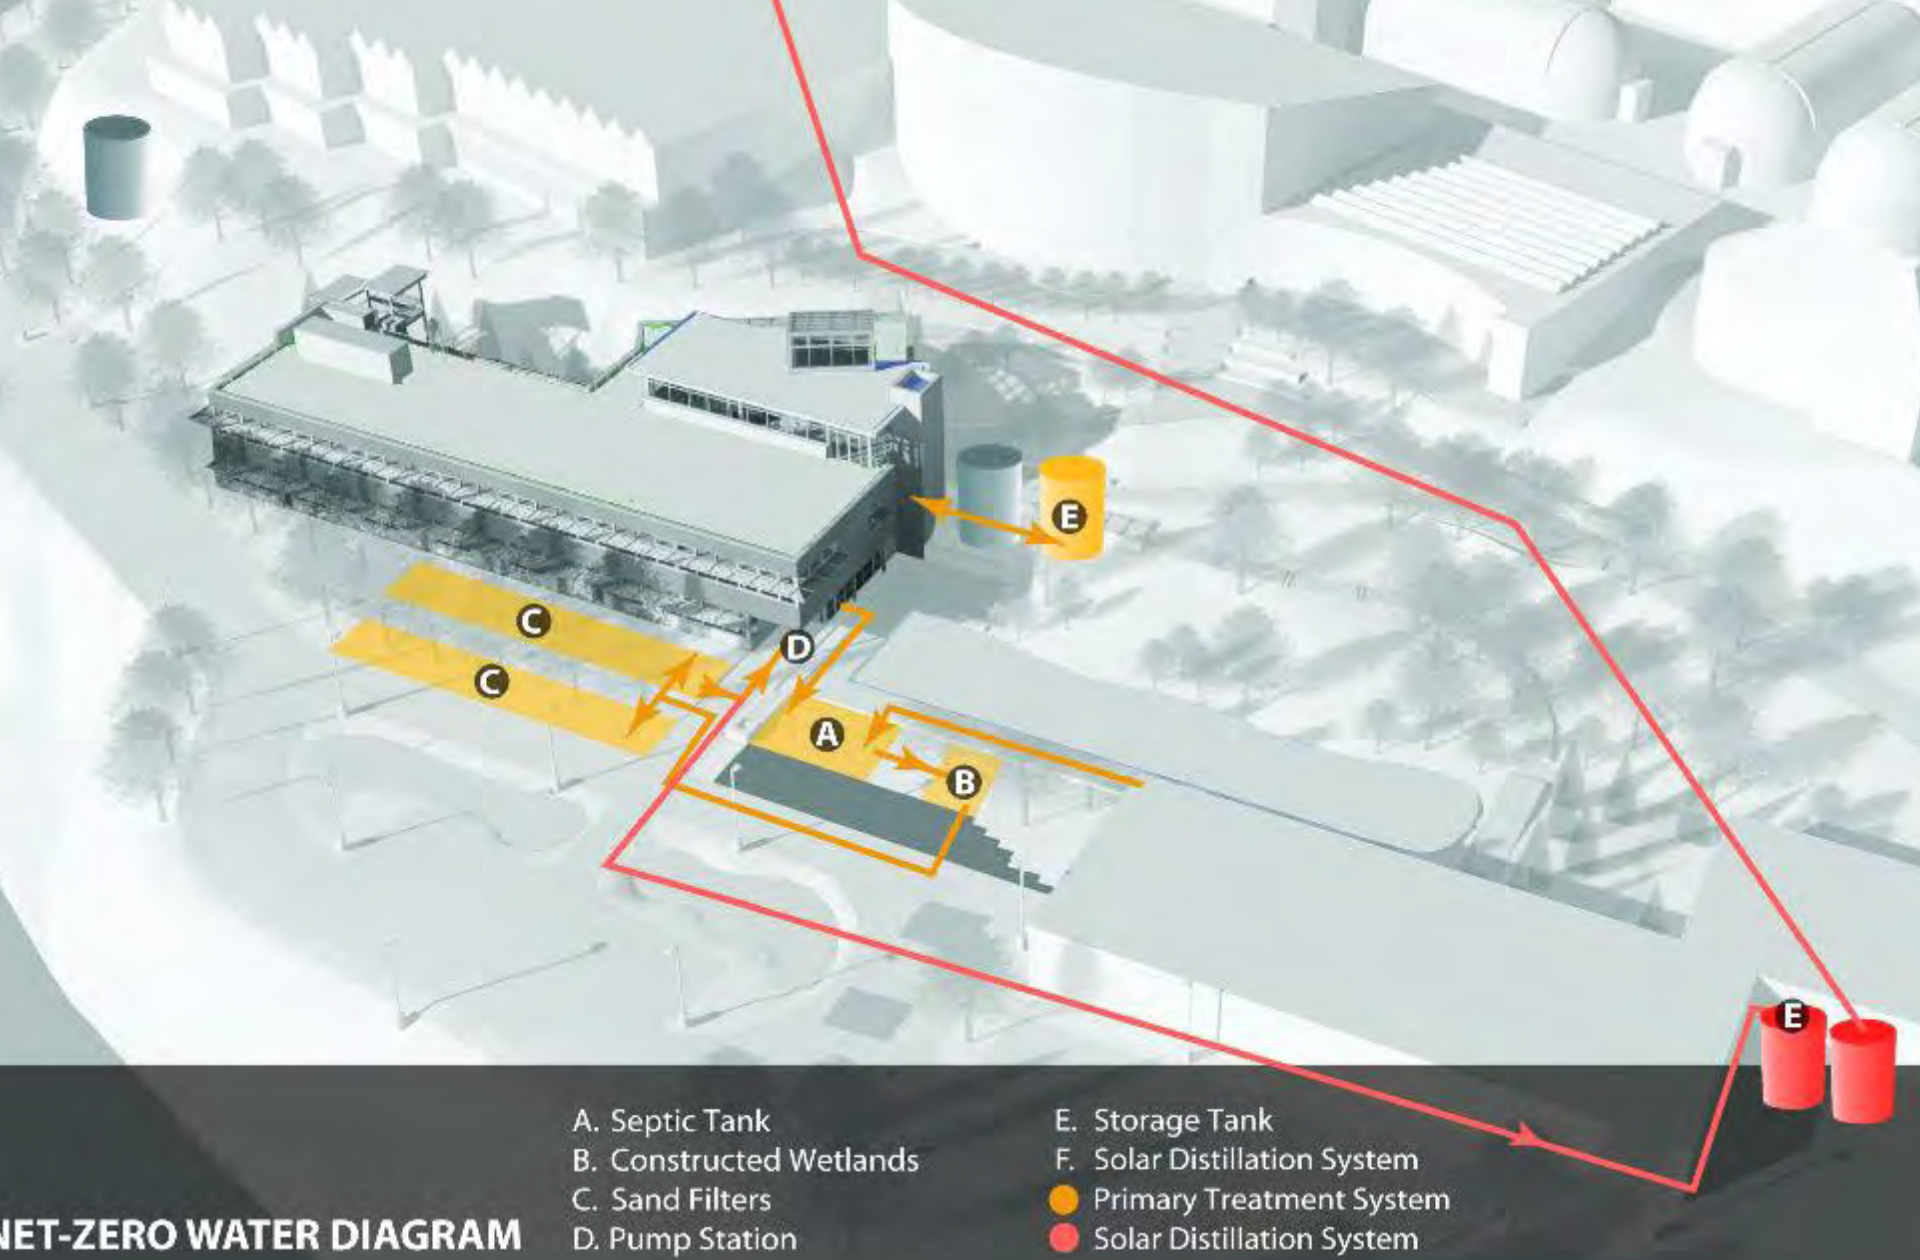 E
C
D
C
A
B
E
A. Septic Tank
B. Constructed Wetlands
C. Sand Filters
D. Pump Station
E. Storage Tank
F. Solar Distillation System
Primary Treatment System
Solar Distillation System
NET-ZERO WATER DIAGRAM